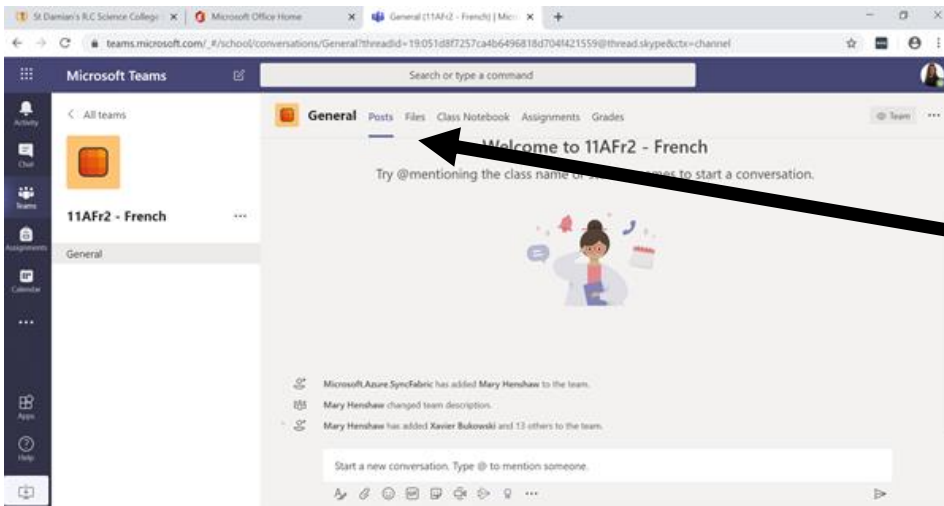 St Damian's R.C Science College
Microsoft Office Home
General (11AFr2 - French) | Micr
teams.microsoft.com/_#/school/conversations/General?threadId=19:051d8f7257ca4b6496818d704f421559@thread.skype&ctx=channel
Microsoft Teams
Search or type a command
Activity
Chat
Teams
Assignments
Calendar
Apps
Help
All teams
11AFr2 - French
General
General Posts Files Class Notebook Assignments Grades
Team
Welcome to 11AFr2 - French
Try @mentioning the class name or to start a conversation.
Microsoft.Azure.SyncFabric has added Mary Henshaw to the team.
Mary Henshaw changed team description.
Mary Henshaw has added Xavier Bukowski and 13 others to the team.
Start a new conversation. Type @ to mention someone.